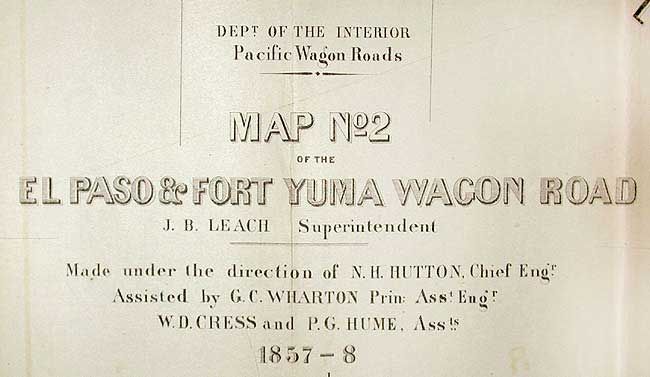 DEPT OF THE INTERIOR
Pacific Wagon Roads
MAP No2
OF THE
EL PASO & FORT YUMA WAGON ROAD
J. B. LEACH Superintendent
Made under the direction of N. H. HUTTON, Chief Engr
Assisted by G. C. WHARTON Prin: Asst Engr
W. D. CRESS and P. G. HUME, Assts
1857-8